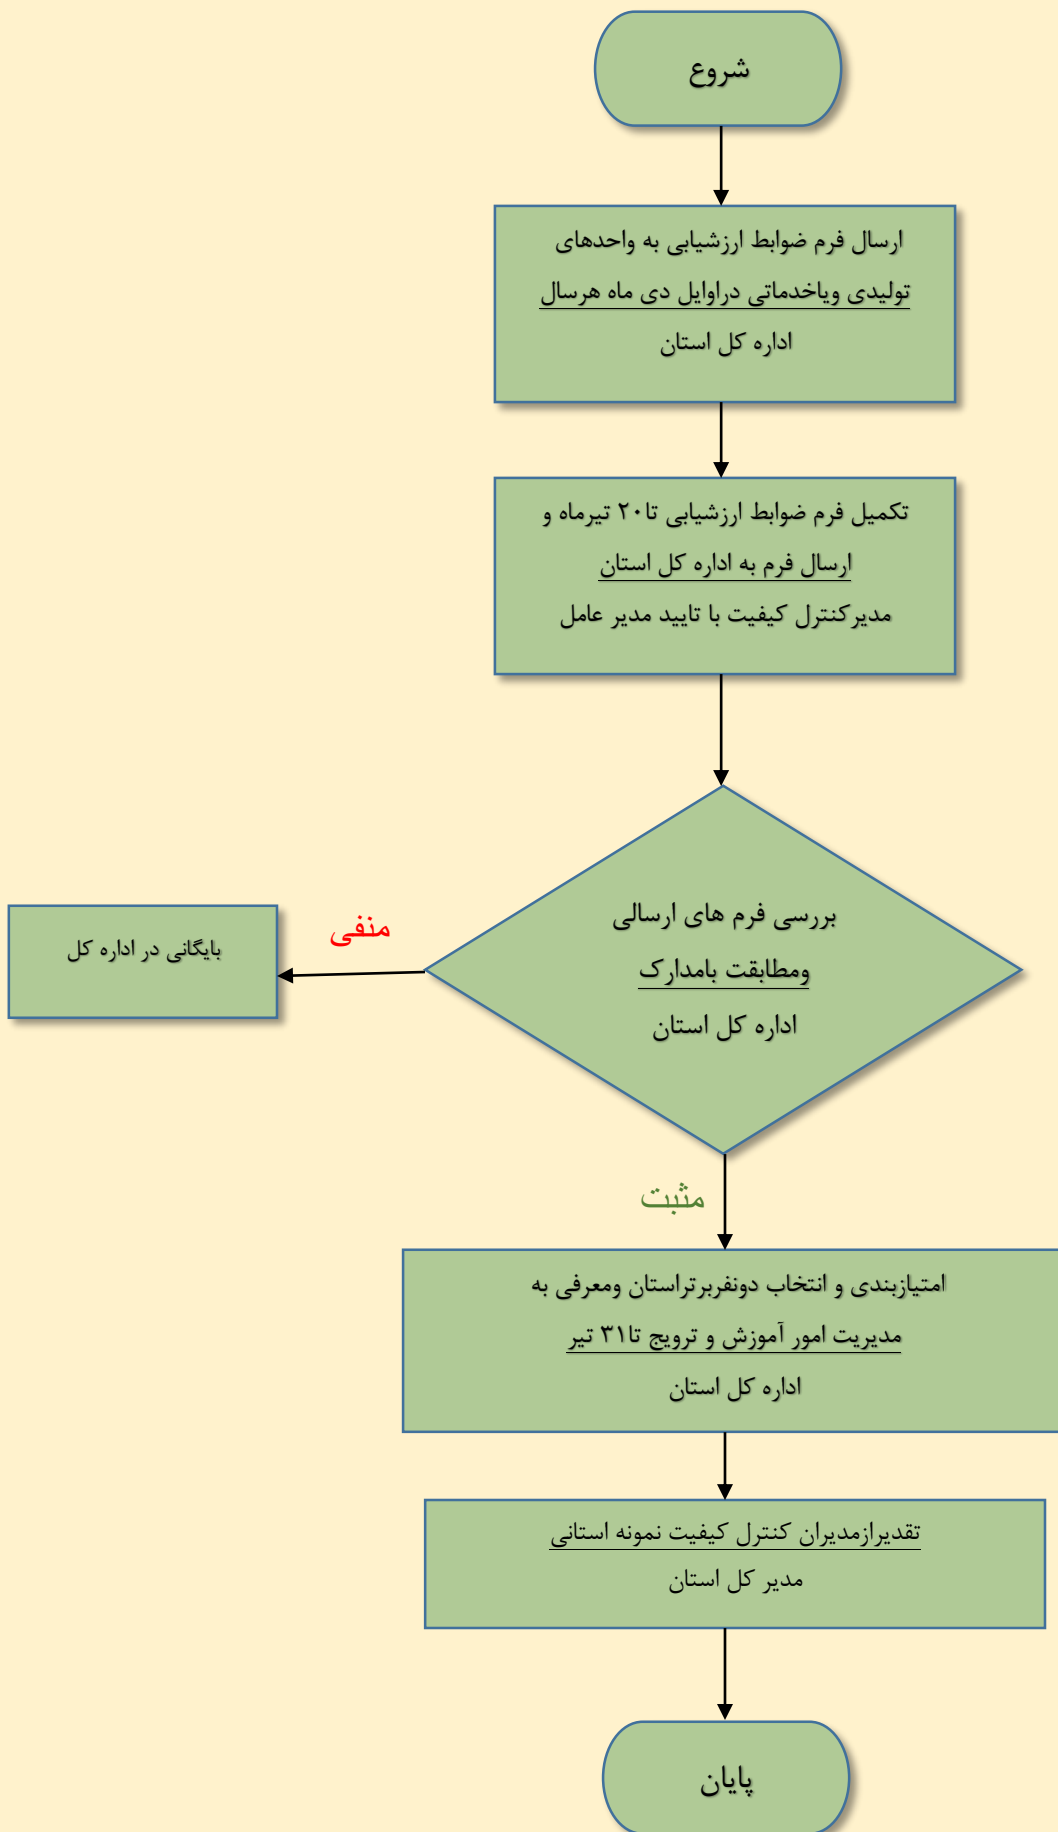 شروع
ارسال فرم ضوابط ارزشیابی به واحدهای
تولیدی ویاخدماتی دراوایل دی ماه هرسال
اداره کل استان
تکمیل فرم ضوابط ارزشیابی تا۲۰ تیرماه و
ارسال فرم به اداره کل استان
مدیرکنترل کیفیت با تایید مدیر عامل
بررسی فرم های ارسالی
ومطابقت بامدارک
اداره کل استان
منفی
بایگانی در اداره کل
مثبت
امتیازبندی و انتخاب دونفربرتراستان ومعرفی به
مدیریت امور آموزش و ترویج تا۳۱ تیر
اداره کل استان
تقدیرازمدیران کنترل کیفیت نمونه استانی
مدیر کل استان
پایان